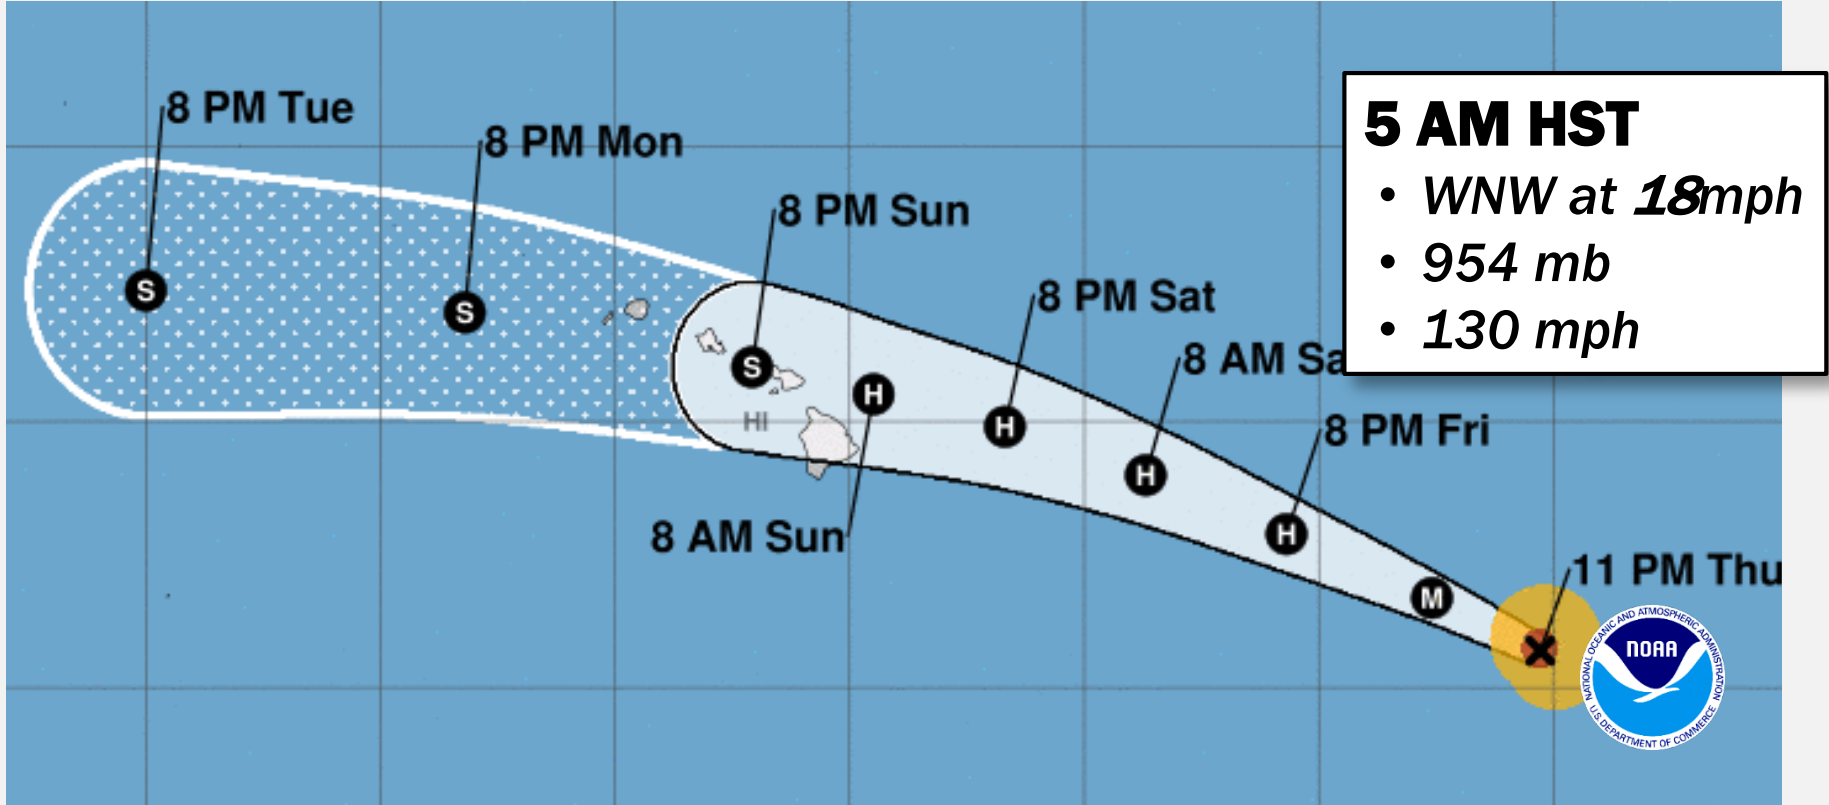 8 PM Tue
8 PM Mon
8 PM Sun
8 PM Sat
8 AM Sa
8 PM Fri
11 PM Thu
8 AM Sun
HI
S
S
S
H
H
H
H
M
5 AM HST
• WNW at 18mph
• 954 mb
• 130 mph
NATIONAL OCEANIC AND ATMOSPHERIC ADMINISTRATION
NOAA
U.S. DEPARTMENT OF COMMERCE